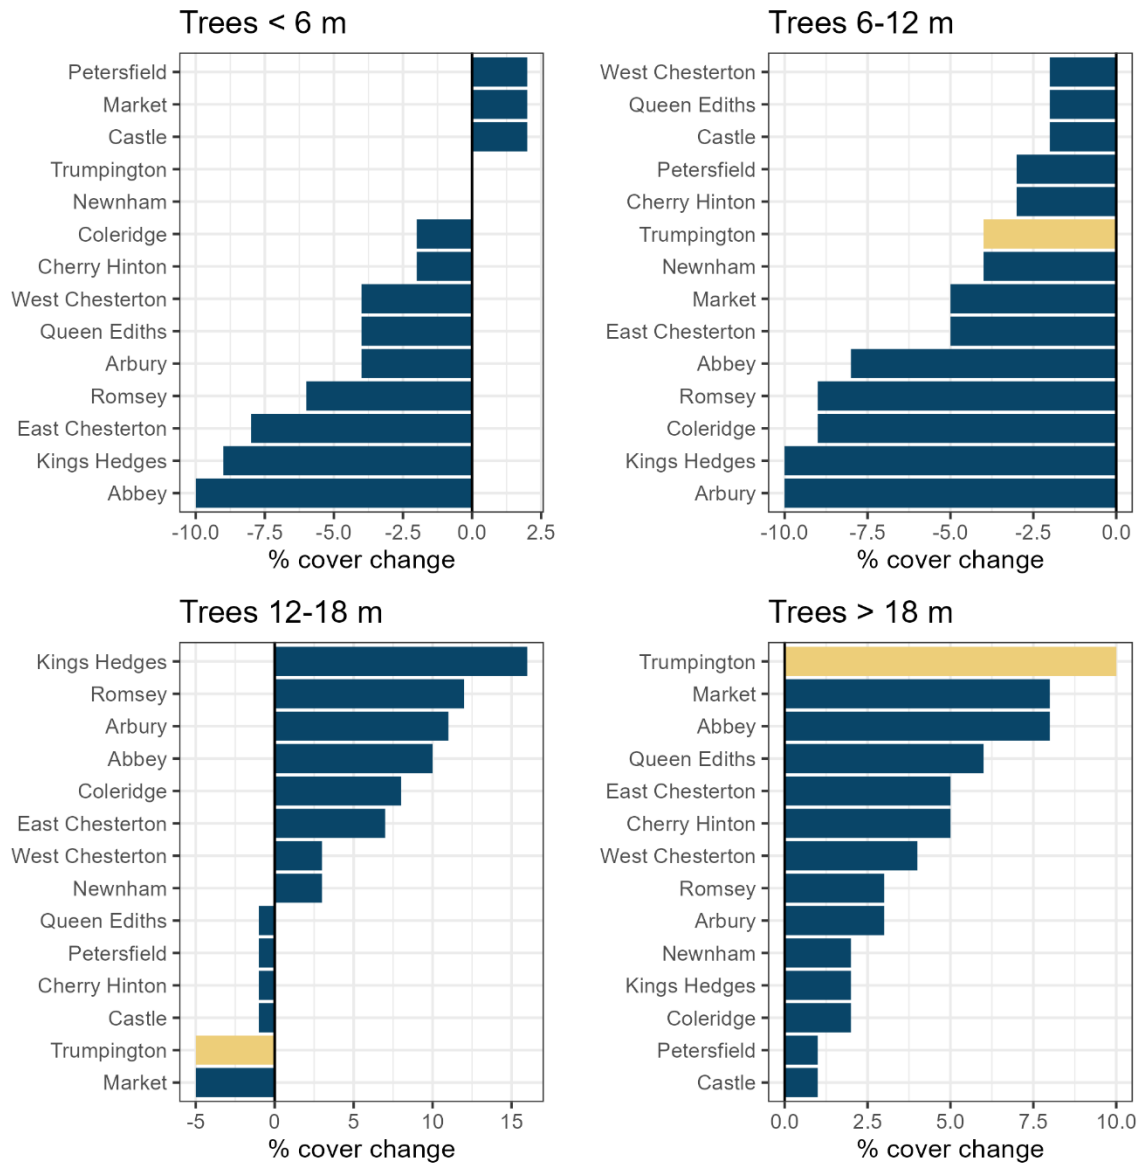 Trees < 6 m
Petersfield
Market
Castle
Trumpington
Newnham
Coleridge
Cherry Hinton
West Chesterton
Queen Ediths
Arbury
Romsey
East Chesterton
Kings Hedges
Abbey
-10.0 -7.5 -5.0 -2.5 0.0 2.5
% cover change
Trees 6-12 m
West Chesterton
Queen Ediths
Castle
Petersfield
Cherry Hinton
Trumpington
Newnham
Market
East Chesterton
Abbey
Romsey
Coleridge
Kings Hedges
Arbury
-10.0 -7.5 -5.0 -2.5 0.0
% cover change
Trees 12-18 m
Kings Hedges
Romsey
Arbury
Abbey
Coleridge
East Chesterton
West Chesterton
Newnham
Queen Ediths
Petersfield
Cherry Hinton
Castle
Trumpington
Market
-5 0 5 10 15
% cover change
Trees > 18 m
Trumpington
Market
Abbey
Queen Ediths
East Chesterton
Cherry Hinton
West Chesterton
Romsey
Arbury
Newnham
Kings Hedges
Coleridge
Petersfield
Castle
0.0 2.5 5.0 7.5 10.0
% cover change